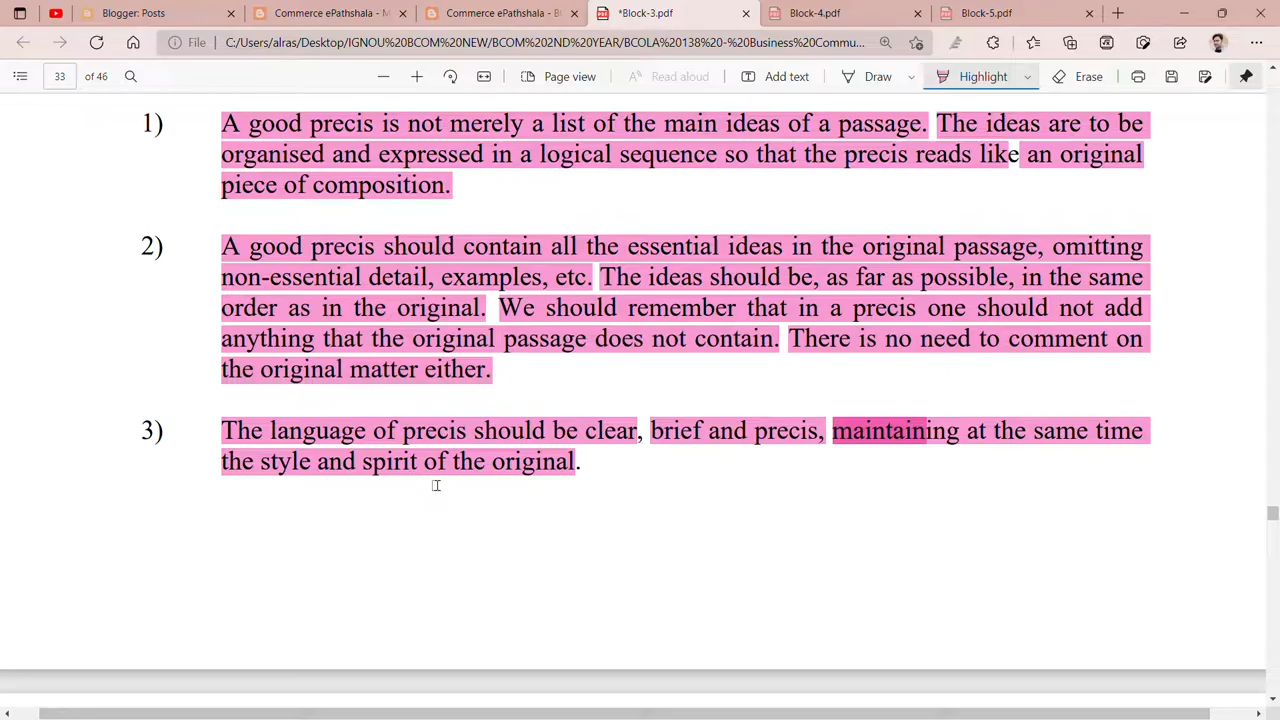 Blogger: Posts
Commerce ePathshala - M
Commerce ePathshala - Bl
*Block-3.pdf
Block-4.pdf
Block-5.pdf
File
C:/Users/alras/Desktop/IGNOU%20BCOM%20NEW/BCOM%202ND%20YEAR/BCOLA%20138%20-%20Business%20Commu...
33 of 46
Page view
Read aloud
Add text
Draw
Highlight
Erase
1) A good precis is not merely a list of the main ideas of a passage. The ideas are to be
organised and expressed in a logical sequence so that the precis reads like an original
piece of composition.
2) A good precis should contain all the essential ideas in the original passage, omitting
non-essential detail, examples, etc. The ideas should be, as far as possible, in the same
order as in the original. We should remember that in a precis one should not add
anything that the original passage does not contain. There is no need to comment on
the original matter either.
3) The language of precis should be clear, brief and precis, maintaining at the same time
the style and spirit of the original.